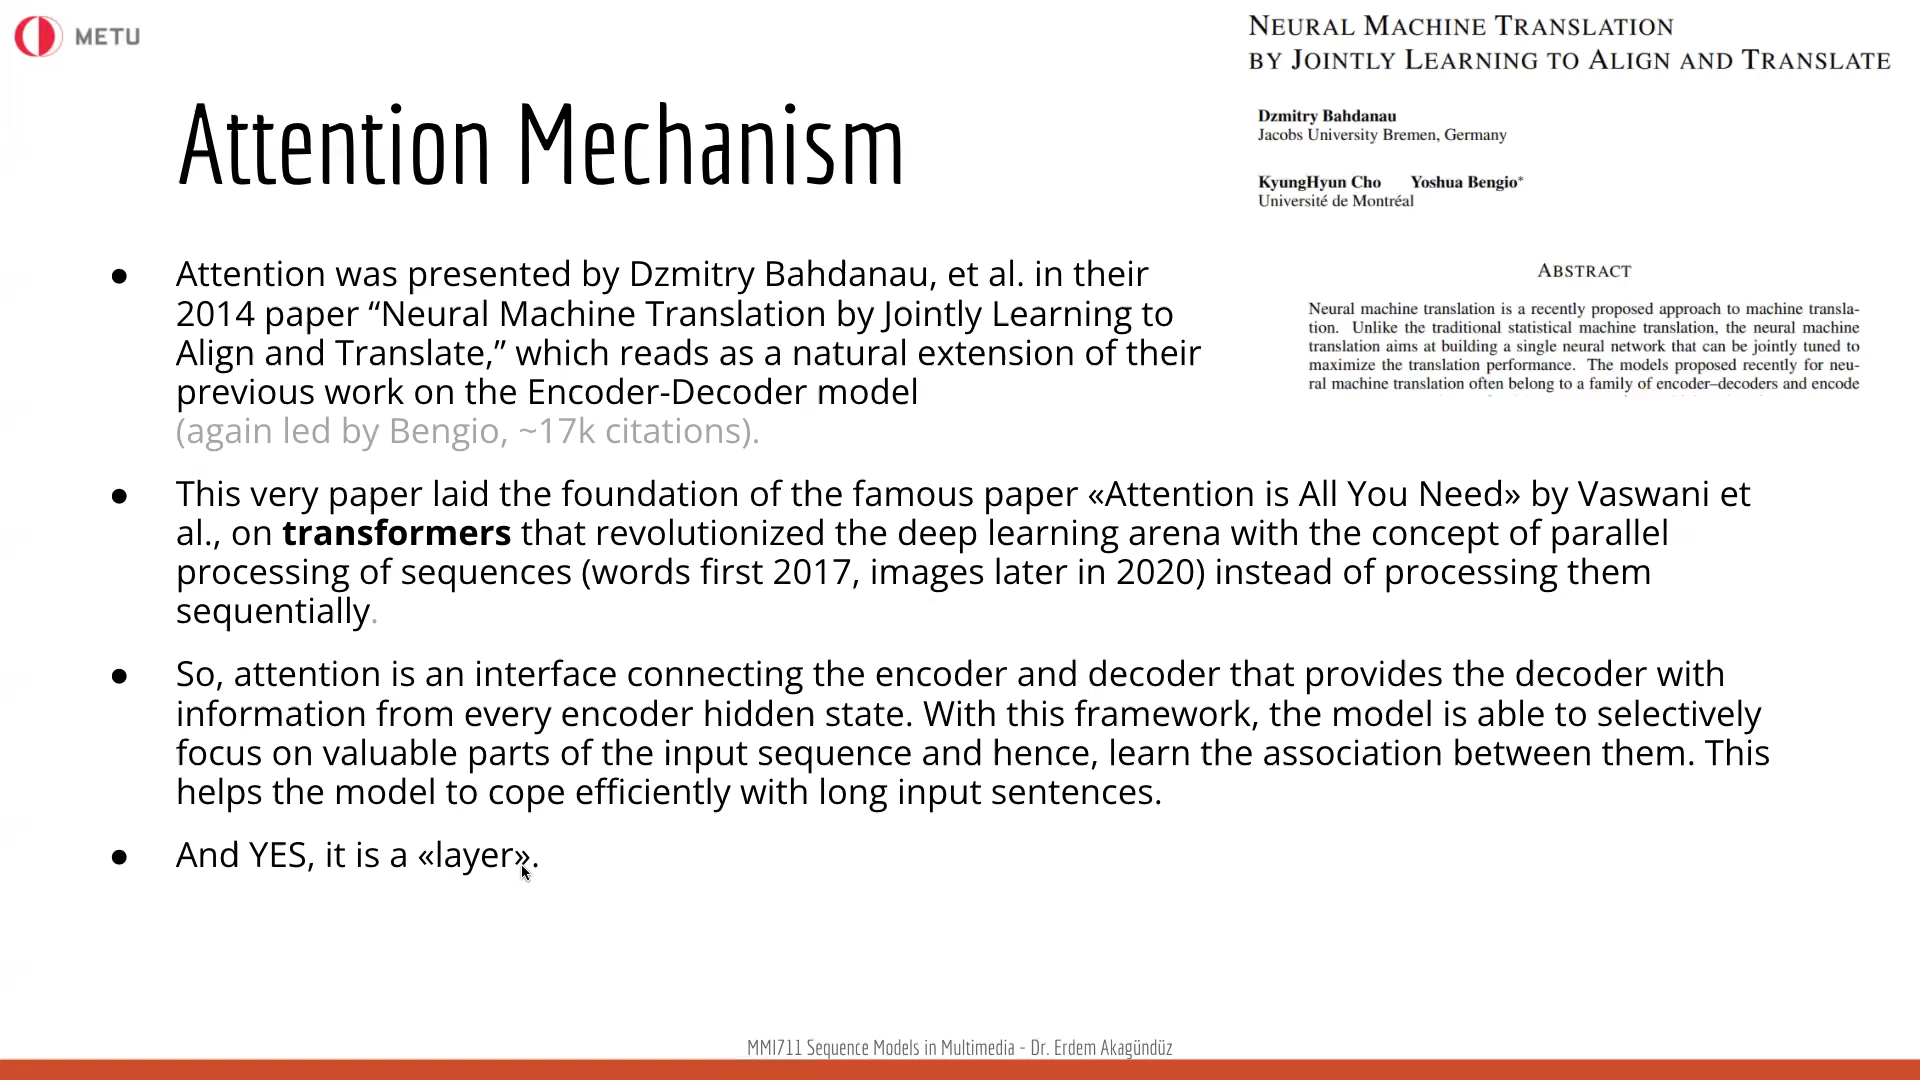 METU
NEURAL MACHINE TRANSLATION
BY JOINTLY LEARNING TO ALIGN AND TRANSLATE
Dzmitry Bahdanau
Jacobs University Bremen, Germany
KyungHyun Cho Yoshua Bengio*
Université de Montréal
ABSTRACT
Neural machine translation is a recently proposed approach to machine transla-
tion. Unlike the traditional statistical machine translation, the neural machine
translation aims at building a single neural network that can be jointly tuned to
maximize the translation performance. The models proposed recently for neu-
ral machine translation often belong to a family of encoder–decoders and encode
Attention Mechanism
● Attention was presented by Dzmitry Bahdanau, et al. in their
2014 paper “Neural Machine Translation by Jointly Learning to
Align and Translate,” which reads as a natural extension of their
previous work on the Encoder-Decoder model
(again led by Bengio, ~17k citations).
● This very paper laid the foundation of the famous paper «Attention is All You Need» by Vaswani et
al., on transformers that revolutionized the deep learning arena with the concept of parallel
processing of sequences (words first 2017, images later in 2020) instead of processing them
sequentially.
● So, attention is an interface connecting the encoder and decoder that provides the decoder with
information from every encoder hidden state. With this framework, the model is able to selectively
focus on valuable parts of the input sequence and hence, learn the association between them. This
helps the model to cope efficiently with long input sentences.
● And YES, it is a «layer».
MMI711 Sequence Models in Multimedia - Dr. Erdem Akagündüz